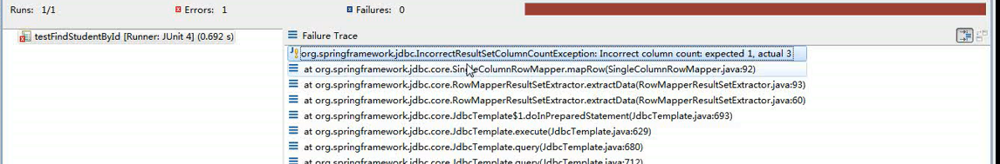 Runs: 1/1 Errors: 1 Failures: 0
testFindStudentById [Runner: JUnit 4] (0.692 s)
Failure Trace
org.springframework.jdbc.IncorrectResultSetColumnCountException: Incorrect column count: expected 1, actual 3
at org.springframework.jdbc.core.SingleColumnRowMapper.mapRow(SingleColumnRowMapper.java:92)
at org.springframework.jdbc.core.RowMapperResultSetExtractor.extractData(RowMapperResultSetExtractor.java:93)
at org.springframework.jdbc.core.RowMapperResultSetExtractor.extractData(RowMapperResultSetExtractor.java:60)
at org.springframework.jdbc.core.JdbcTemplate$1.doInPreparedStatement(JdbcTemplate.java:693)
at org.springframework.jdbc.core.JdbcTemplate.execute(JdbcTemplate.java:629)
at org.springframework.jdbc.core.JdbcTemplate.query(JdbcTemplate.java:680)
at org.springframework.jdbc.core.JdbcTemplate.query(JdbcTemplate.java:712)